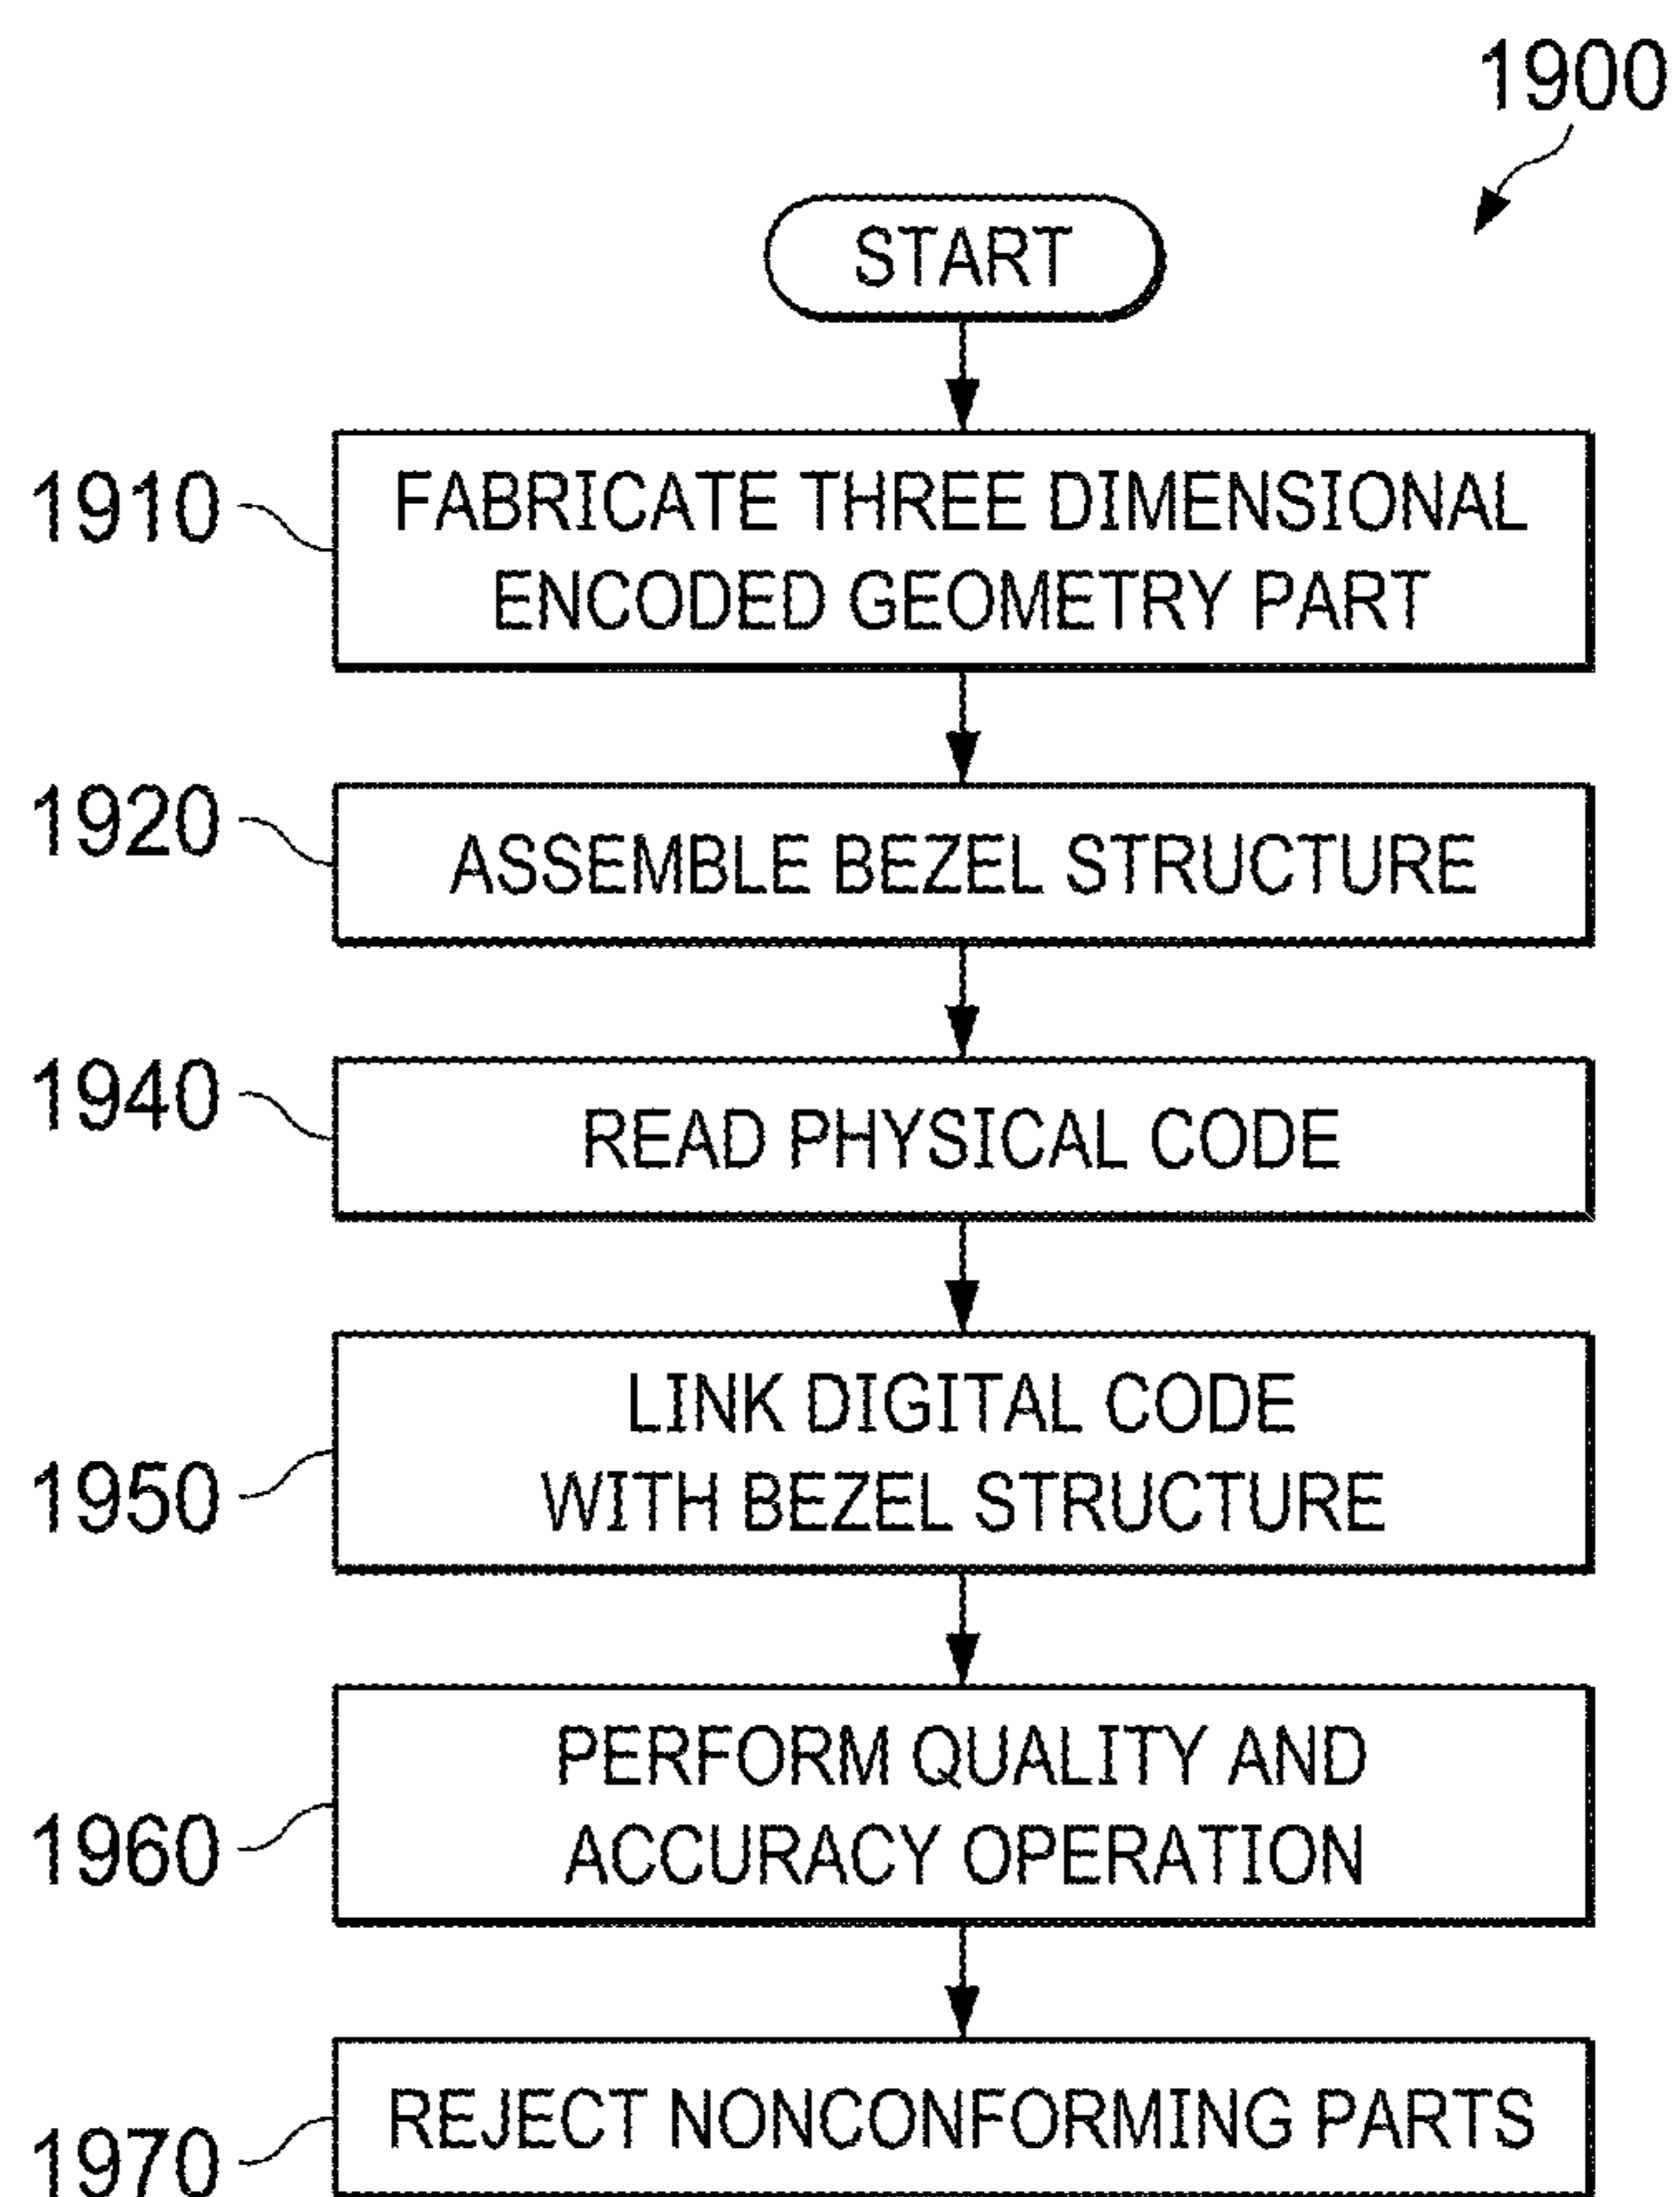 1900
START
1910
FABRICATE THREE DIMENSIONAL
ENCODED GEOMETRY PART
1920
ASSEMBLE BEZEL STRUCTURE
1940
READ PHYSICAL CODE
LINK DIGITAL CODE
WITH BEZEL STRUCTURE
1950
PERFORM QUALITY AND
ACCURACY OPERATION
1960
REJECT NONCONFORMING PARTS
1970